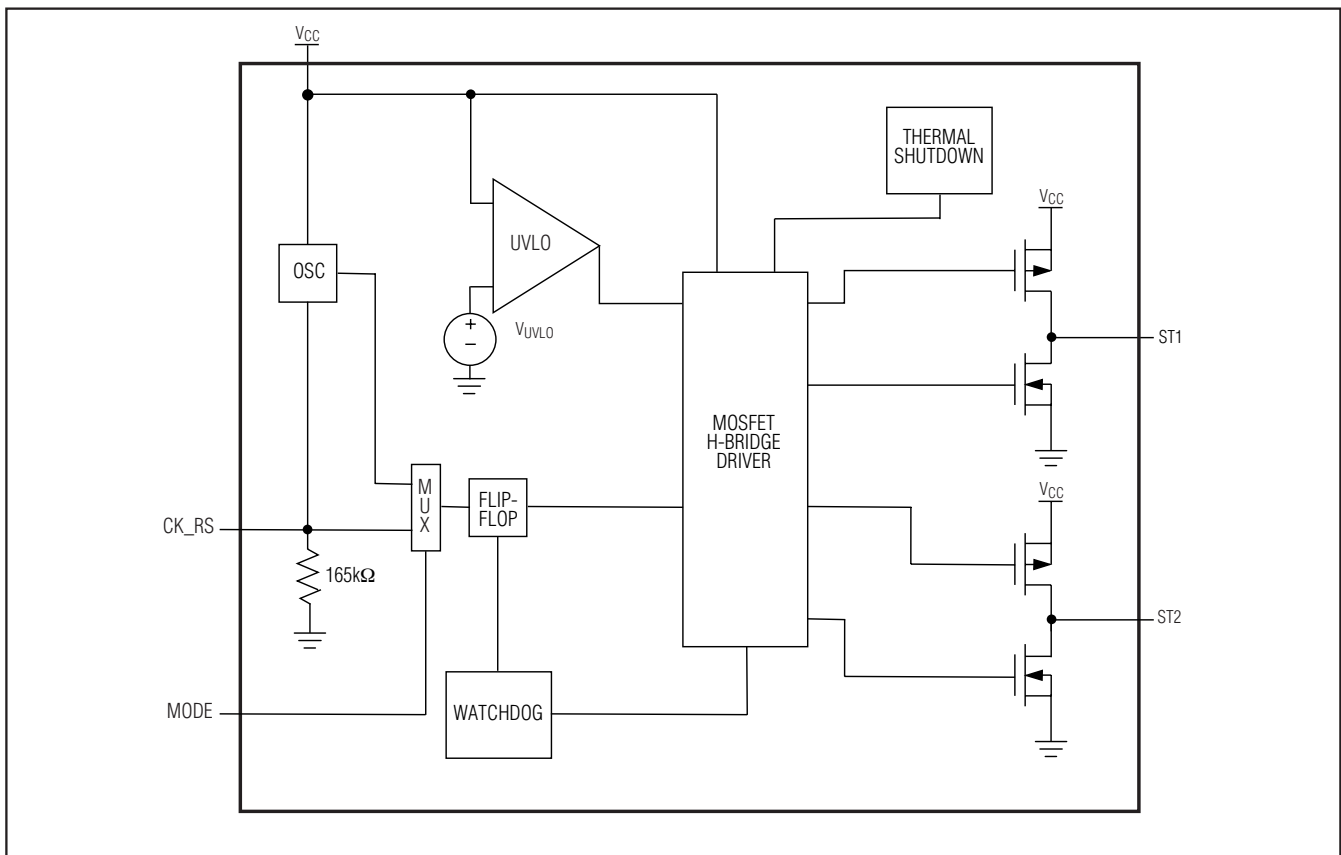 VCC
THERMAL
SHUTDOWN
VCC
UVLO
OSC
+
−
VUVLO
ST1
MOSFET
H-BRIDGE
DRIVER
MUX
FLIP-
FLOP
VCC
CK_RS
165kΩ
ST2
MODE
WATCHDOG